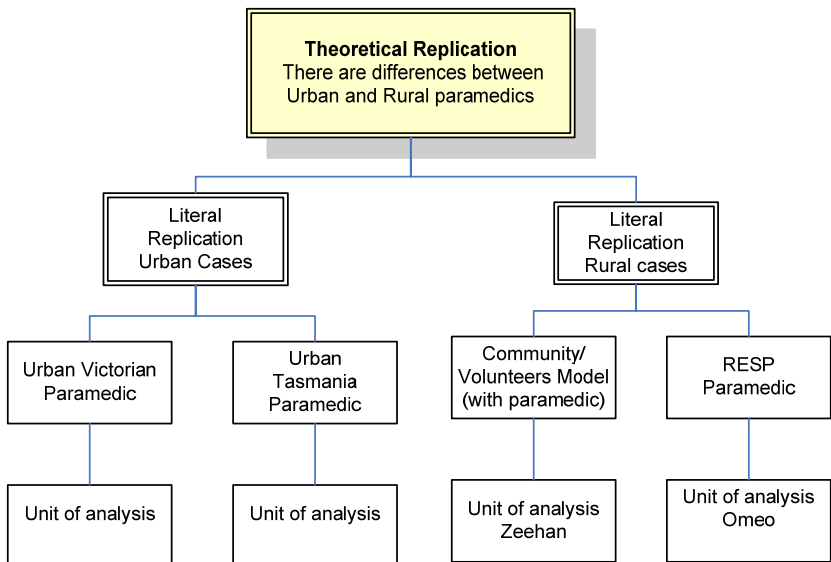 Theoretical Replication
There are differences between
Urban and Rural paramedics
Literal
Replication
Urban Cases
Literal
Replication
Rural cases
Urban Victorian
Paramedic
Urban
Tasmania
Paramedic
Community/
Volunteers Model
(with paramedic)
RESP
Paramedic
Unit of analysis
Unit of analysis
Unit of analysis
Zeehan
Unit of analysis
Omeo